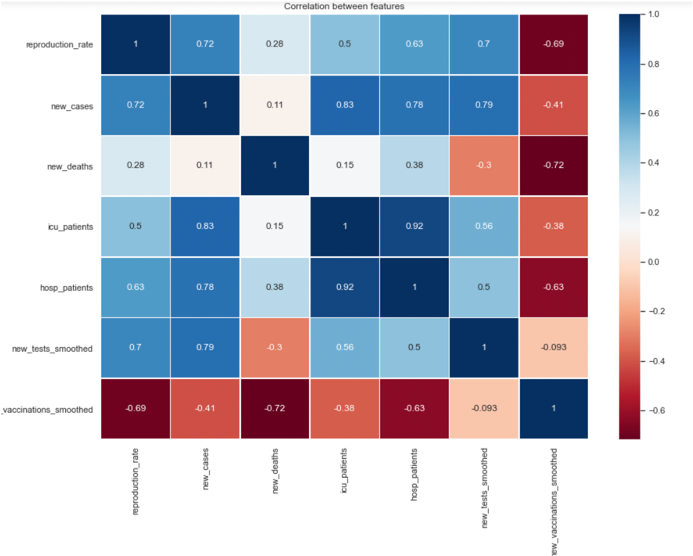 Correlation between features
reproduction_rate 1 0.72 0.28 0.5 0.63 0.7 -0.69
new_cases 0.72 1 0.11 0.83 0.78 0.79 -0.41
new_deaths 0.28 0.11 1 0.15 0.38 -0.3 -0.72
icu_patients 0.5 0.83 0.15 1 0.92 0.56 -0.38
hosp_patients 0.63 0.78 0.38 0.92 1 0.5 -0.63
new_tests_smoothed 0.7 0.79 -0.3 0.56 0.5 1 -0.093
_vaccinations_smoothed -0.69 -0.41 -0.72 -0.38 -0.63 -0.093 1
reproduction_rate
new_cases
new_deaths
icu_patients
hosp_patients
new_tests_smoothed
ew_vaccinations_smoothed
1.0
0.8
0.6
0.4
0.2
0.0
-0.2
-0.4
-0.6